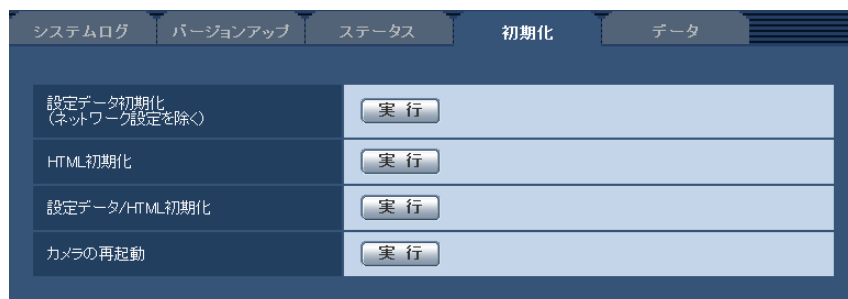 システムログ バージョンアップ ステータス 初期化 データ
設定データ初期化
(ネットワーク設定を除く)
実 行
HTML初期化
実 行
設定データ/HTML初期化
実 行
カメラの再起動
実 行